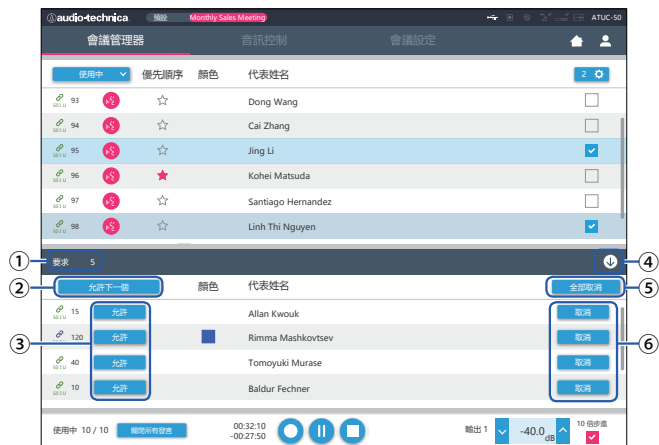 audio-technica 預設 Monthly Sales Meeting ATUC-50
會議管理器 音訊控制 會議設定
使用中 優先順序 顏色 代表姓名 2
93 Dong Wang
94 Cai Zhang
95 Jing Li
96 Kohei Matsuda
97 Santiago Hernandez
98 Linh Thi Nguyen
① 要求 5 ④
② 允許下一個 顏色 代表姓名 全部取消 ⑤
15 允許 Allan Kwouk 取消
③ 120 允許 Rimma Mashkovtsev 取消 ⑥
40 允許 Tomoyuki Murase 取消
10 允許 Baldur Fechner 取消
使用中 10 / 10 關閉所有發言 00:32:10 輸出 1 -40.0 dB 10 倍步進
-00:27:50